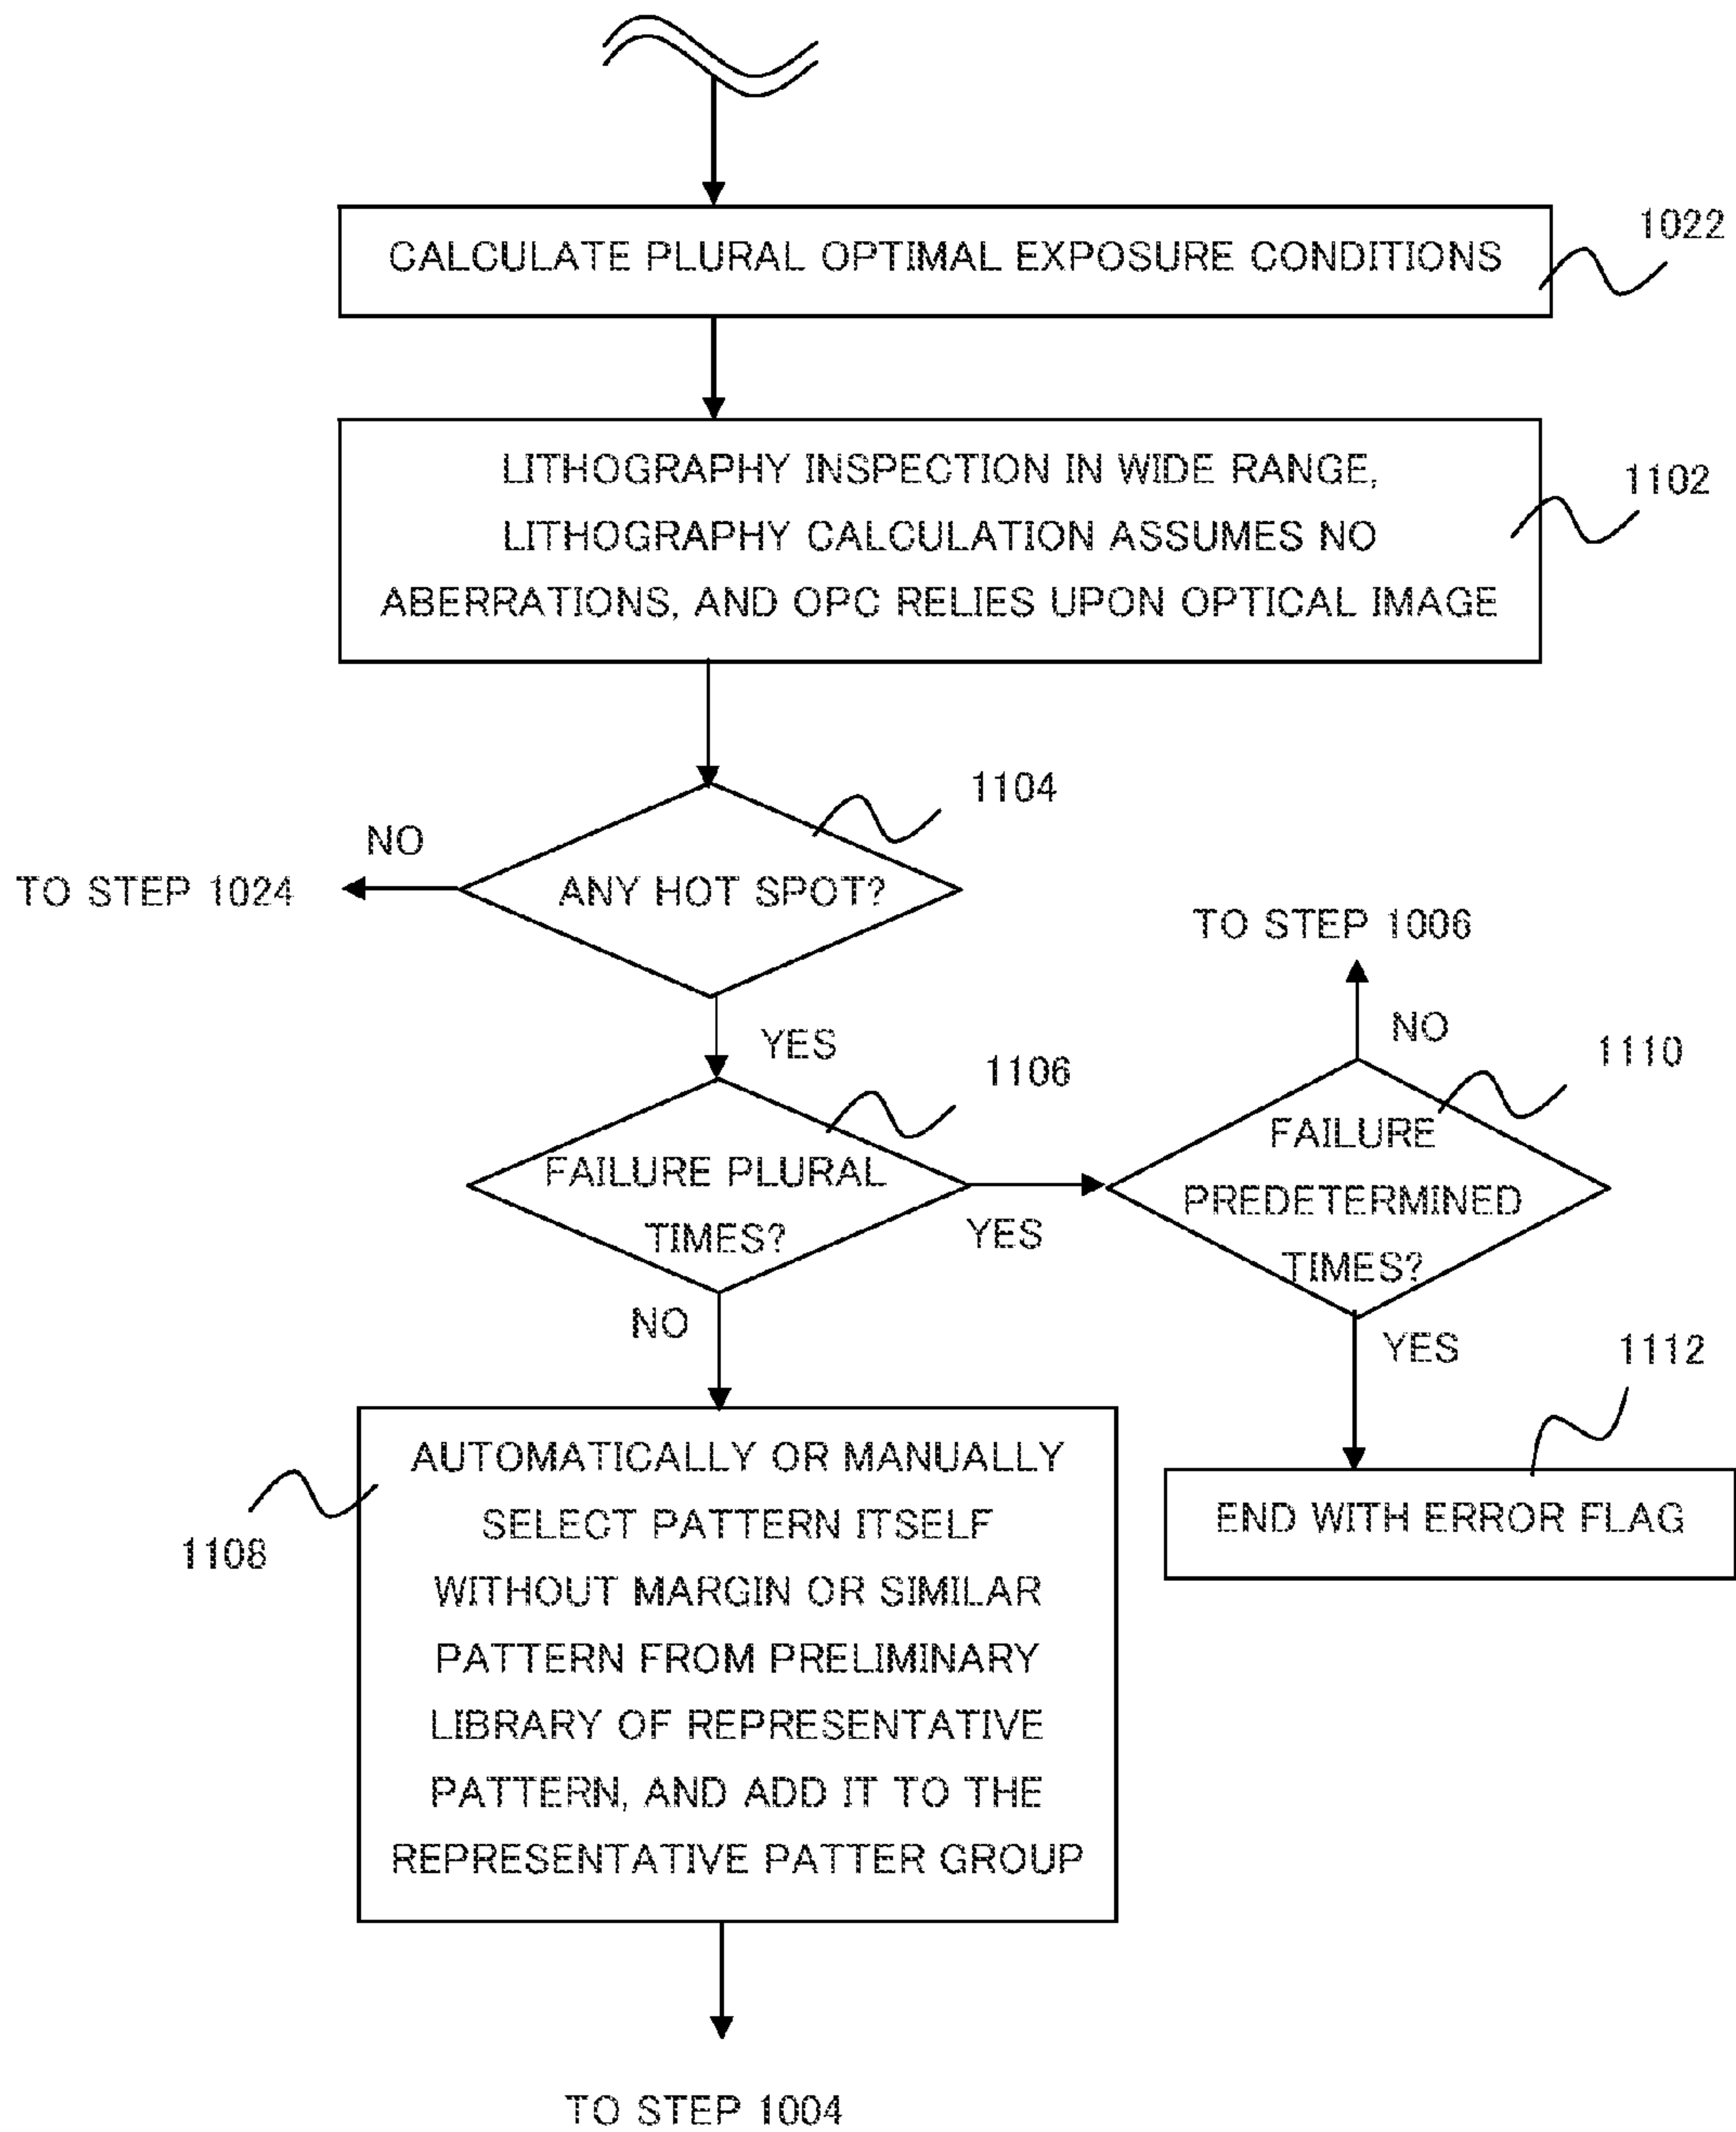 CALCULATE PLURAL OPTIMAL EXPOSURE CONDITIONS
1022
LITHOGRAPHY INSPECTION IN WIDE RANGE,
LITHOGRAPHY CALCULATION ASSUMES NO
ABERRATIONS, AND OPC RELIES UPON OPTICAL IMAGE
1102
ANY HOT SPOT?
1104
NO
TO STEP 1024
YES
FAILURE PLURAL
TIMES?
1106
YES
TO STEP 1006
NO
FAILURE
PREDETERMINED
TIMES?
1110
YES
END WITH ERROR FLAG
1112
NO
AUTOMATICALLY OR MANUALLY
SELECT PATTERN ITSELF
WITHOUT MARGIN OR SIMILAR
PATTERN FROM PRELIMINARY
LIBRARY OF REPRESENTATIVE
PATTERN, AND ADD IT TO THE
REPRESENTATIVE PATTER GROUP
1108
TO STEP 1004